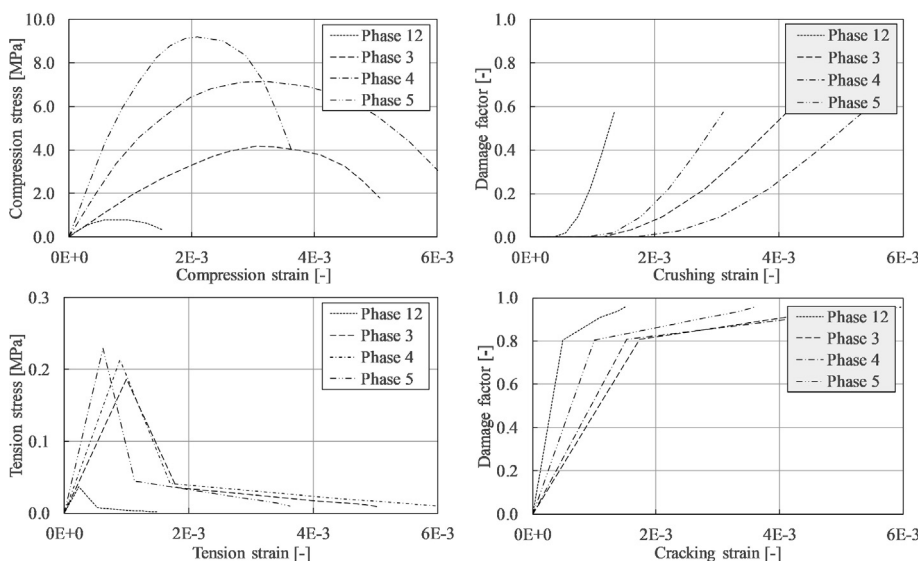 Compression stress [MPa]
10.0
8.0
6.0
4.0
2.0
0.0
0E+0
2E-3
4E-3
6E-3
Compression strain [-]
Phase 12
Phase 3
Phase 4
Phase 5
Damage factor [-]
1.0
0.8
0.6
0.4
0.2
0.0
0E+0
2E-3
4E-3
6E-3
Crushing strain [-]
Phase 12
Phase 3
Phase 4
Phase 5
Tension stress [MPa]
0.3
0.2
0.1
0.0
0E+0
2E-3
4E-3
6E-3
Tension strain [-]
Phase 12
Phase 3
Phase 4
Phase 5
Damage factor [-]
1.0
0.8
0.6
0.4
0.2
0.0
0E+0
2E-3
4E-3
6E-3
Cracking strain [-]
Phase 12
Phase 3
Phase 4
Phase 5